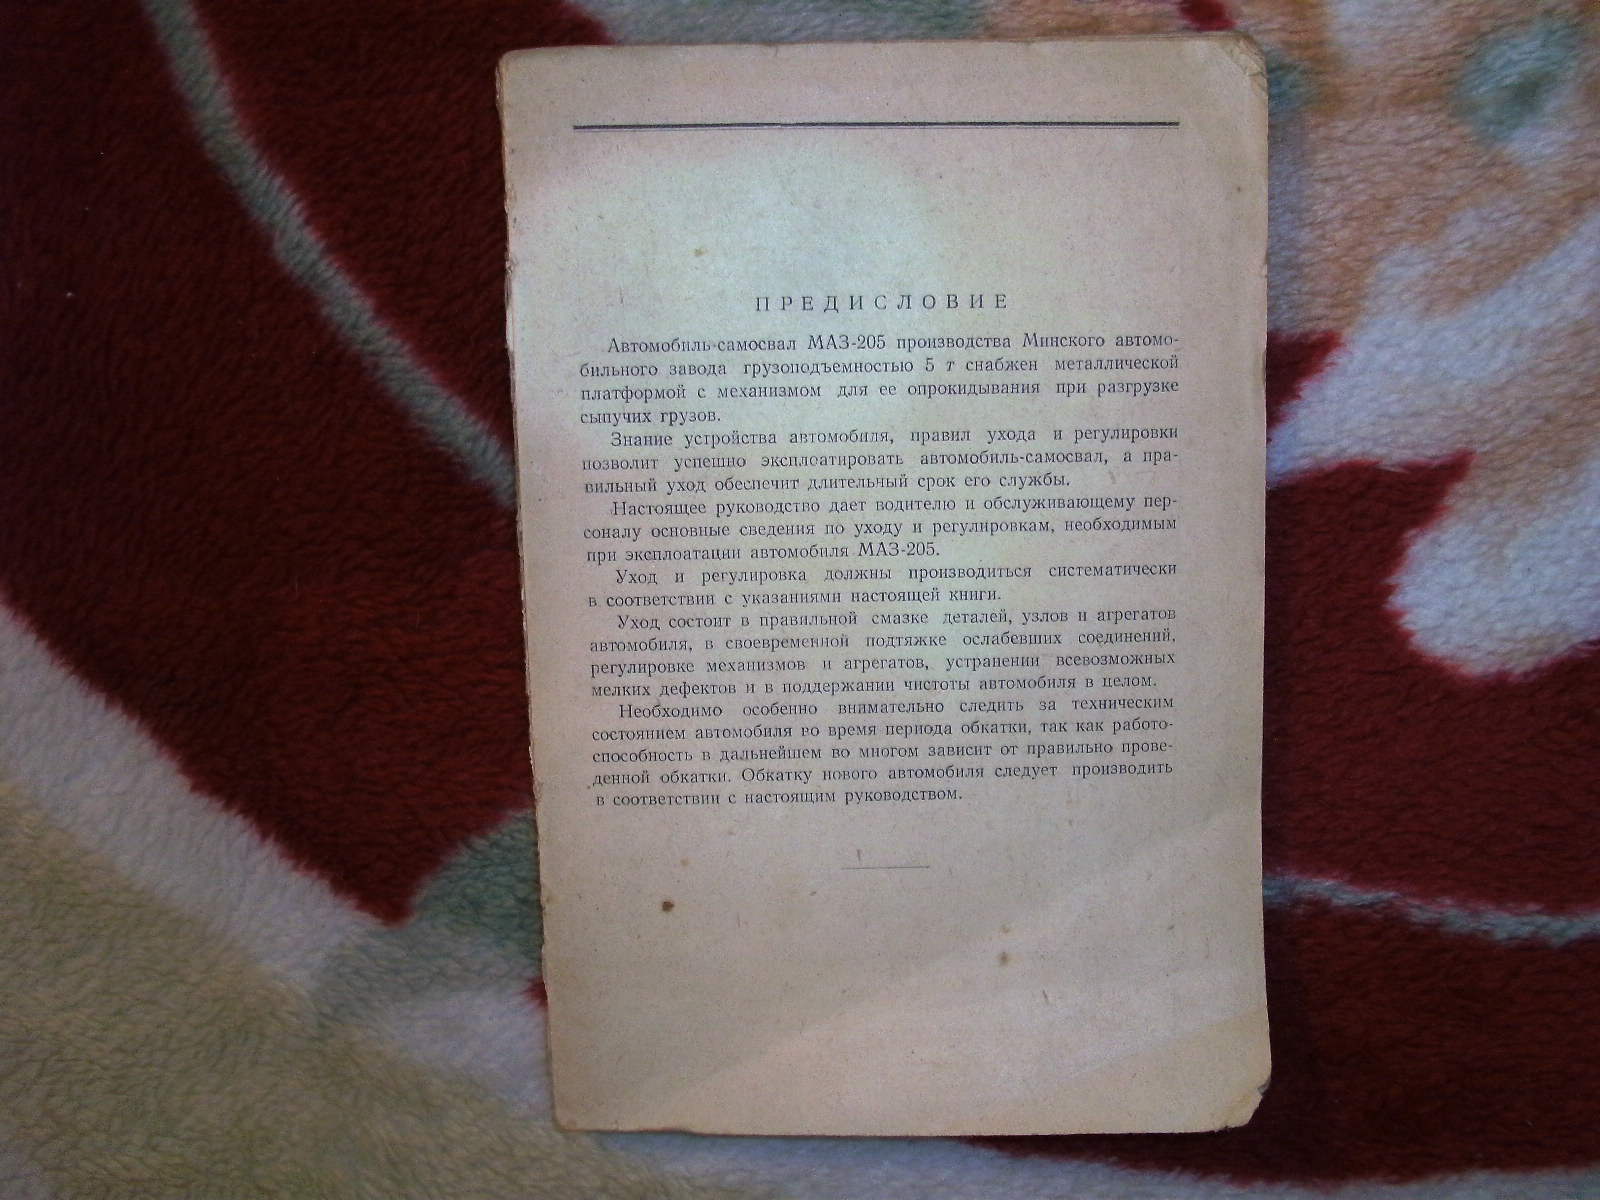 ПРЕДИСЛОВИЕ
Автомобиль-самосвал МАЗ-205 производства Минского автомо-
бильного завода грузоподъемностью 5 т снабжен металлической
платформой с механизмом для ее опрокидывания при разгрузке
сыпучих грузов.
Знание устройства автомобиля, правил ухода и регулировки
позволит успешно эксплоатировать автомобиль-самосвал, а пра-
вильный уход обеспечит длительный срок его службы.
Настоящее руководство дает водителю и обслуживающему пер-
соналу основные сведения по уходу и регулировкам, необходимым
при эксплоатации автомобиля МАЗ-205.
Уход и регулировка должны производиться систематически
в соответствии с указаниями настоящей книги.
Уход состоит в правильной смазке деталей, узлов и агрегатов
автомобиля, в своевременной подтяжке ослабевших соединений,
регулировке механизмов и агрегатов, устранении всевозможных
мелких дефектов и в поддержании чистоты автомобиля в целом.
Необходимо особенно внимательно следить за техническим
состоянием автомобиля во время периода обкатки, так как работо-
способность в дальнейшем во многом зависит от правильно прове-
денной обкатки. Обкатку нового автомобиля следует производить
в соответствии с настоящим руководством.